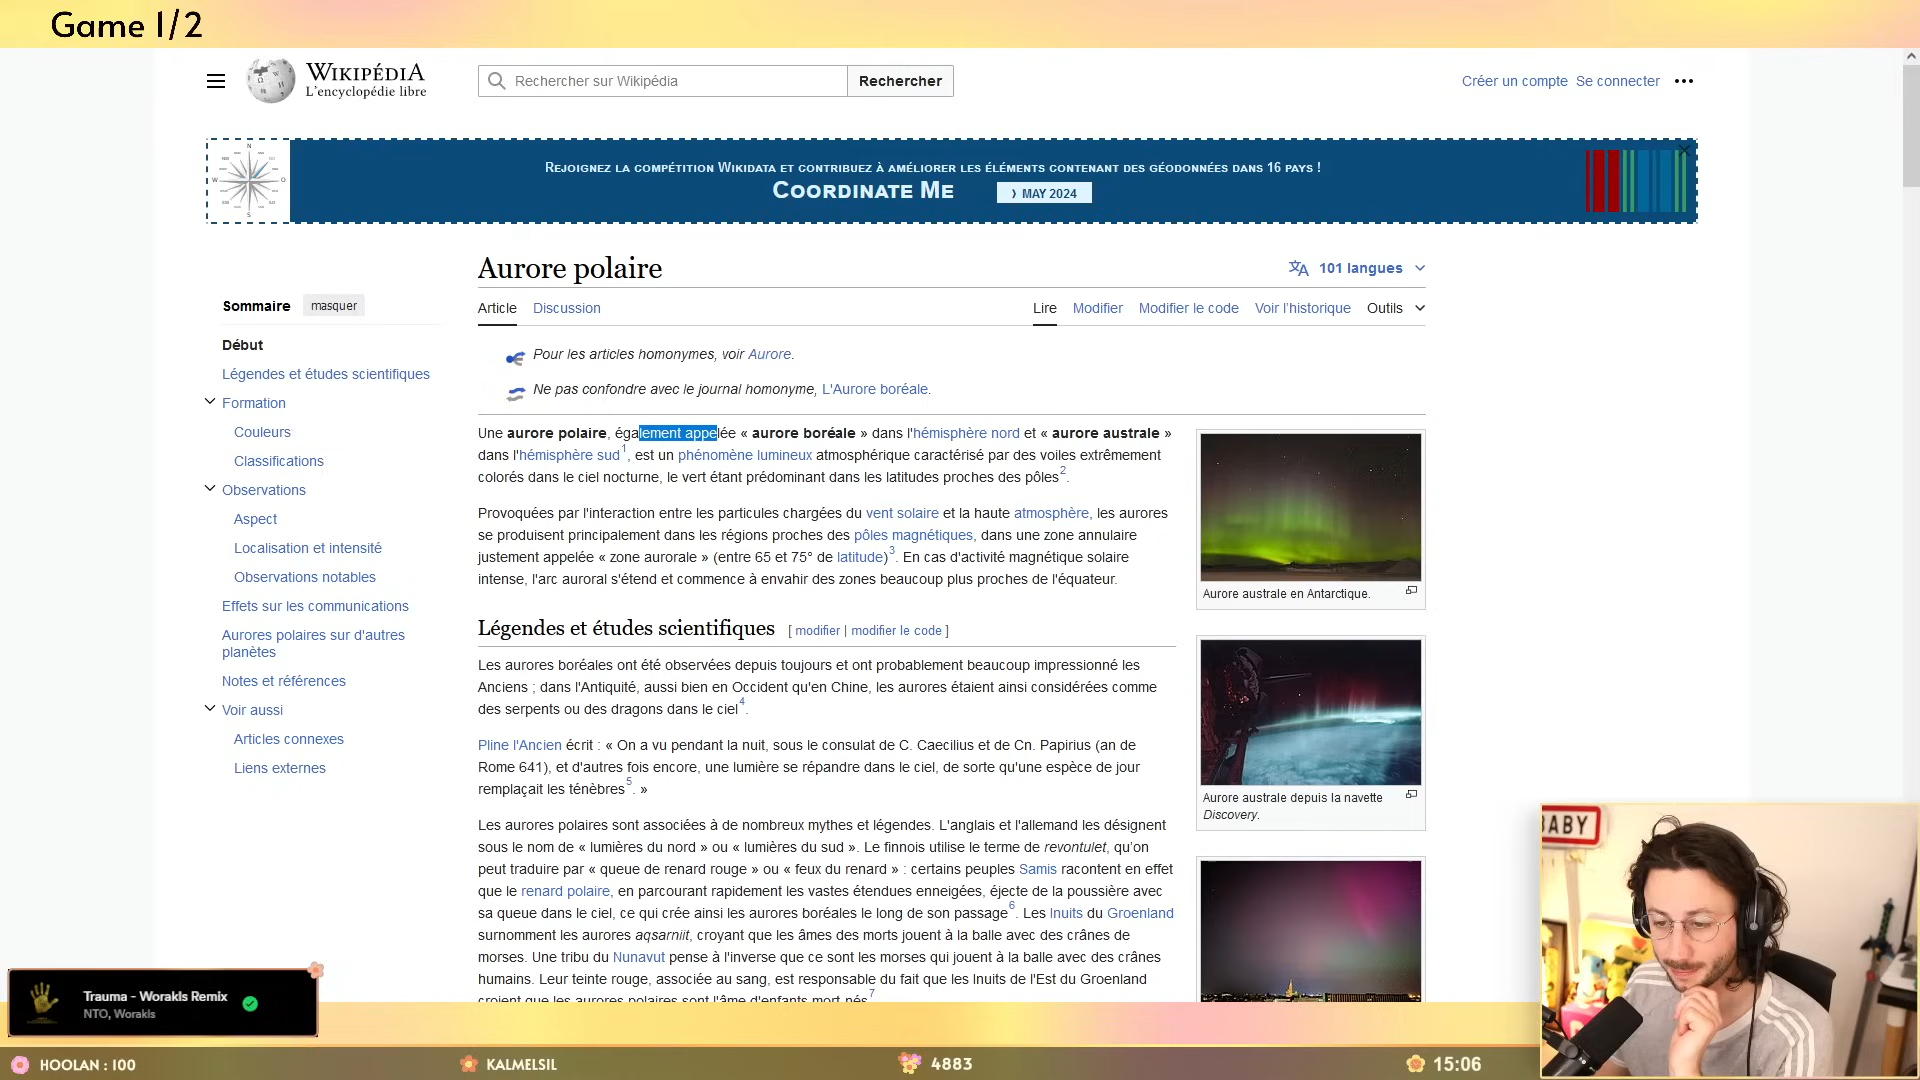 Game 1/2
WIKIPÉDIA
L'encyclopédie libre
Rechercher sur Wikipédia
Rechercher
Créer un compte Se connecter
Rejoignez la compétition Wikidata et contribuez à améliorer les éléments contenant des géodonnées dans 16 pays !
Coordinate Me
› MAY 2024
N
W
O
S
Aurore polaire
101 langues
Sommaire masquer
Article Discussion
Lire Modifier Modifier le code Voir l'historique Outils
Début
Légendes et études scientifiques
Formation
Couleurs
Classifications
Observations
Aspect
Localisation et intensité
Observations notables
Effets sur les communications
Aurores polaires sur d'autres
planètes
Notes et références
Voir aussi
Articles connexes
Liens externes
Pour les articles homonymes, voir Aurore.
Ne pas confondre avec le journal homonyme, L'Aurore boréale.
Une aurore polaire, également appelée « aurore boréale » dans l'hémisphère nord et « aurore australe »
dans l'hémisphère sud1, est un phénomène lumineux atmosphérique caractérisé par des voiles extrêmement
colorés dans le ciel nocturne, le vert étant prédominant dans les latitudes proches des pôles2.
Provoquées par l'interaction entre les particules chargées du vent solaire et la haute atmosphère, les aurores
se produisent principalement dans les régions proches des pôles magnétiques, dans une zone annulaire
justement appelée « zone aurorale » (entre 65 et 75° de latitude)3. En cas d'activité magnétique solaire
intense, l'arc auroral s'étend et commence à envahir des zones beaucoup plus proches de l'équateur.
Légendes et études scientifiques [ modifier | modifier le code ]
Les aurores boréales ont été observées depuis toujours et ont probablement beaucoup impressionné les
Anciens ; dans l'Antiquité, aussi bien en Occident qu'en Chine, les aurores étaient ainsi considérées comme
des serpents ou des dragons dans le ciel4.
Pline l'Ancien écrit : « On a vu pendant la nuit, sous le consulat de C. Caecilius et de Cn. Papirius (an de
Rome 641), et d'autres fois encore, une lumière se répandre dans le ciel, de sorte qu'une espèce de jour
remplaçait les ténèbres5. »
Les aurores polaires sont associées à de nombreux mythes et légendes. L'anglais et l'allemand les désignent
sous le nom de « lumières du nord » ou « lumières du sud ». Le finnois utilise le terme de revontulet, qu'on
peut traduire par « queue de renard rouge » ou « feux du renard » : certains peuples Samis racontent en effet
que le renard polaire, en parcourant rapidement les vastes étendues enneigées, éjecte de la poussière avec
sa queue dans le ciel, ce qui crée ainsi les aurores boréales le long de son passage6. Les Inuits du Groenland
surnomment les aurores aqsarniit, croyant que les âmes des morts jouent à la balle avec des crânes de
morses. Une tribu du Nunavut pense à l'inverse que ce sont les morses qui jouent à la balle avec des crânes
humains. Leur teinte rouge, associée au sang, est responsable du fait que les Inuits de l'Est du Groenland
croient que les aurores polaires sont l'âme d'enfants mort-nés7
Aurore australe en Antarctique.
Aurore australe depuis la navette
Discovery.
BABY
Trauma - Worakls Remix
NTO, Worakls
HOOLAN : 100
KALMELSIL
4883
15:06